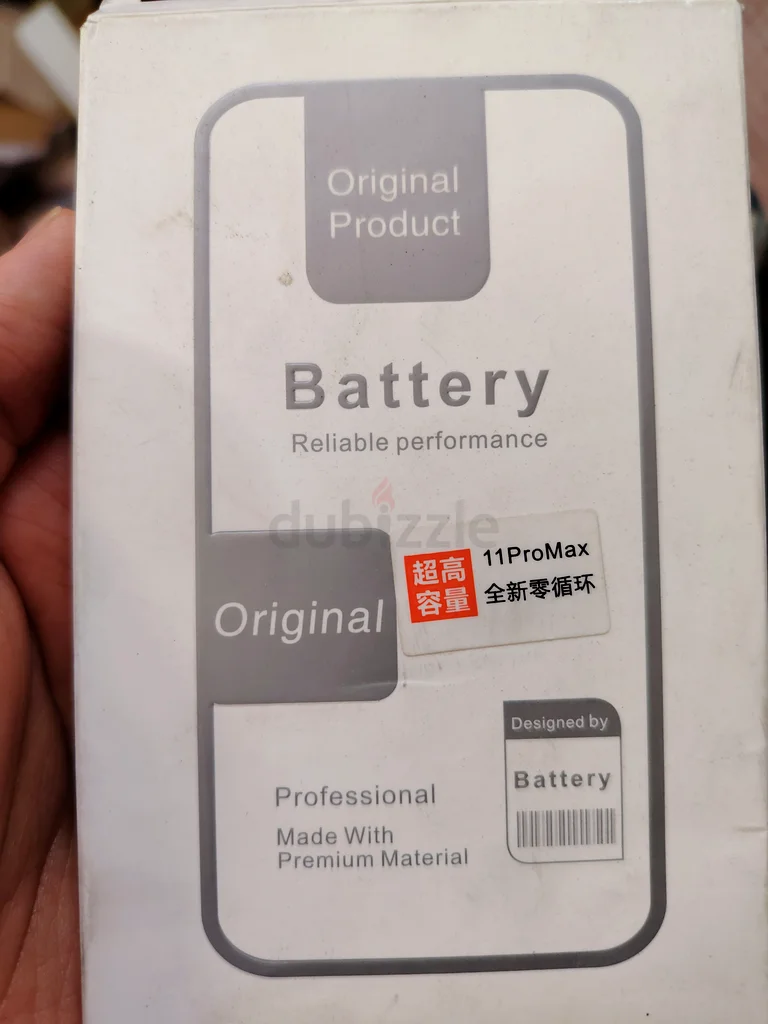 Original
Product
Battery
Reliable performance
dubizzle
超高
容量
11ProMax
全新零循环
Original
Designed by
Battery
Professional
Made With
Premium Material